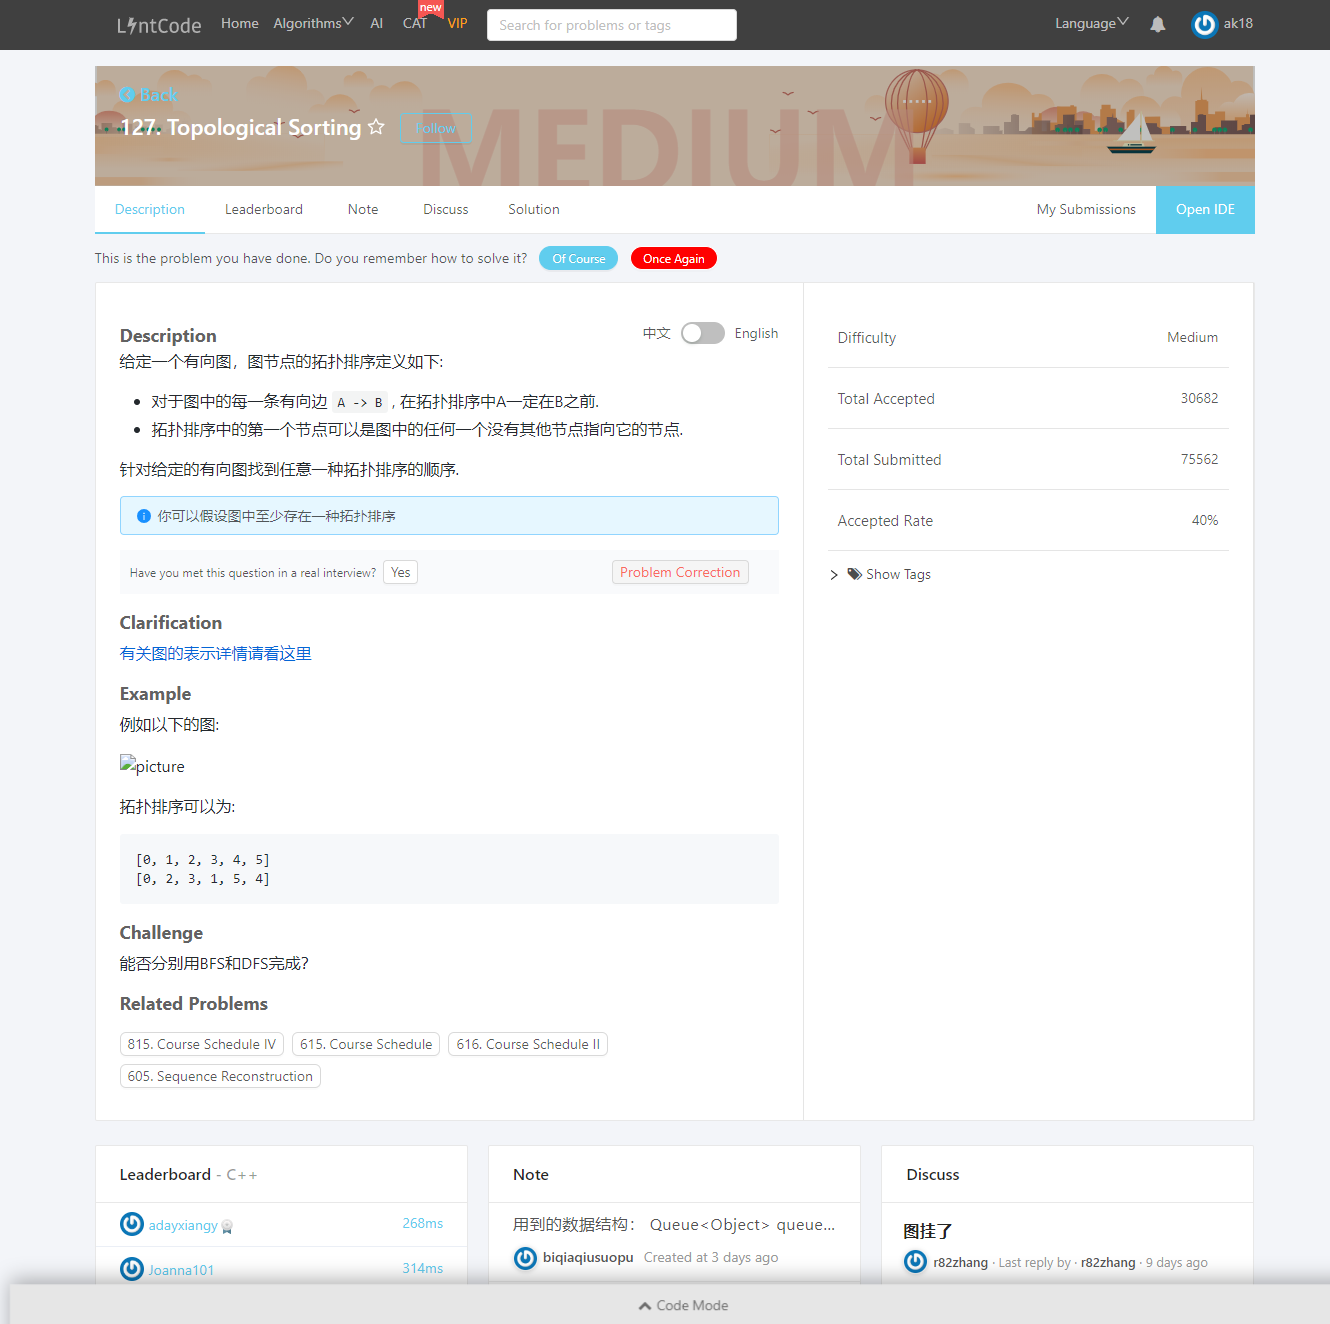 LintCode Home Algorithms AI CAT new VIP Search for problems or tags Language ak18
Back
127. Topological Sorting Follow
MEDIUM
Description Leaderboard Note Discuss Solution My Submissions Open IDE
This is the problem you have done. Do you remember how to solve it? Of Course Once Again
Description 中文 English
给定一个有向图，图节点的拓扑排序定义如下:
对于图中的每一条有向边 A -> B , 在拓扑排序中A一定在B之前.
拓扑排序中的第一个节点可以是图中的任何一个没有其他节点指向它的节点.
针对给定的有向图找到任意一种拓扑排序的顺序.
你可以假设图中至少存在一种拓扑排序
Have you met this question in a real interview? Yes Problem Correction
Clarification
有关图的表示详情请看这里
Example
例如以下的图:
picture
拓扑排序可以为:
[0, 1, 2, 3, 4, 5]
[0, 2, 3, 1, 5, 4]
Challenge
能否分别用BFS和DFS完成?
Related Problems
815. Course Schedule IV 615. Course Schedule 616. Course Schedule II
605. Sequence Reconstruction
Difficulty Medium
Total Accepted 30682
Total Submitted 75562
Accepted Rate 40%
Show Tags
Leaderboard - C++
adayxiangy 268ms
Joanna101 314ms
Note
用到的数据结构： Queue<Object> queue...
biqiaqiusuopu Created at 3 days ago
Discuss
图挂了
r82zhang · Last reply by · r82zhang · 9 days ago
Code Mode